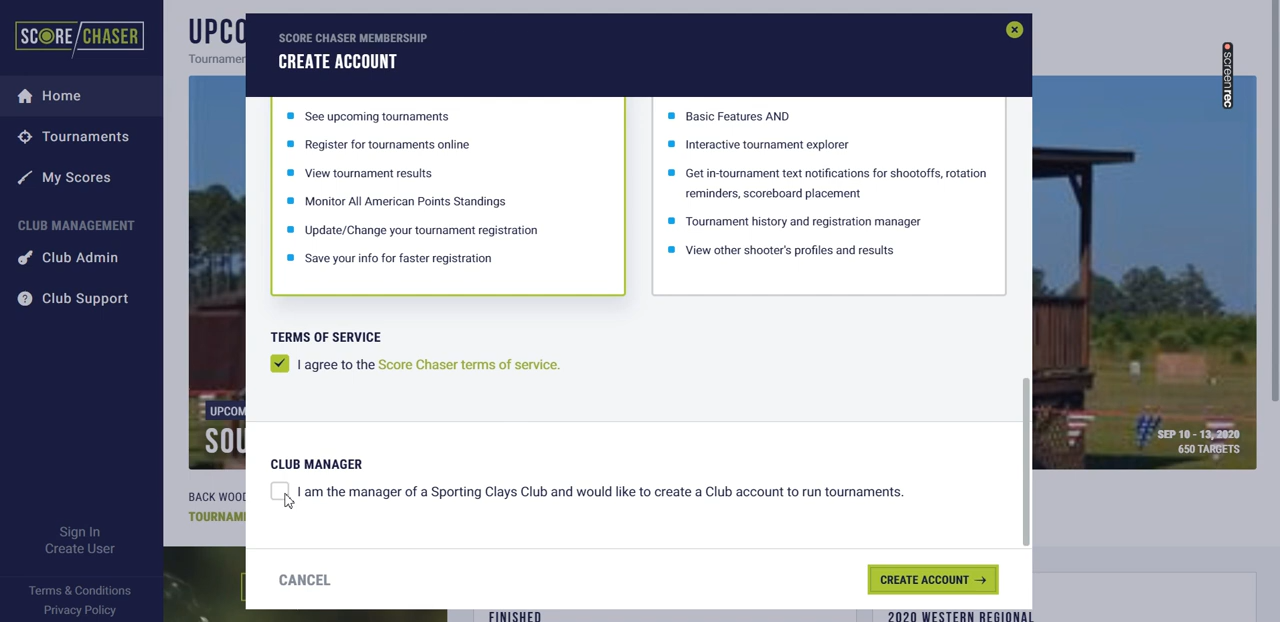 SCORE/CHASER
Home
Tournaments
My Scores
CLUB MANAGEMENT
Club Admin
Club Support
Sign In
Create User
Terms & Conditions
Privacy Policy
UPCO
Tournamen
SCORE CHASER MEMBERSHIP
CREATE ACCOUNT
See upcoming tournaments
Register for tournaments online
View tournament results
Monitor All American Points Standings
Update/Change your tournament registration
Save your info for faster registration
Basic Features AND
Interactive tournament explorer
Get in-tournament text notifications for shootoffs, rotation
reminders, scoreboard placement
Tournament history and registration manager
View other shooter's profiles and results
TERMS OF SERVICE
I agree to the Score Chaser terms of service.
CLUB MANAGER
I am the manager of a Sporting Clays Club and would like to create a Club account to run tournaments.
CANCEL
CREATE ACCOUNT →
screenrec
UPCOM
SOU
SEP 10 - 13, 2020
650 TARGETS
BACK WOOD
TOURNAME
FINISHED
2020 WESTERN REGIONAL